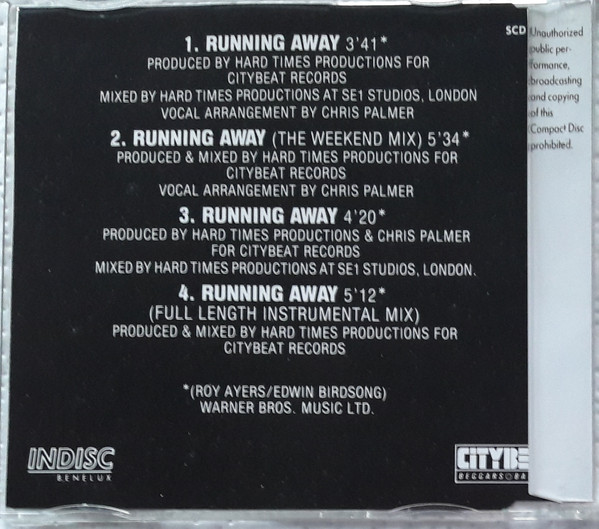 1. RUNNING AWAY 3'41*
PRODUCED BY HARD TIMES PRODUCTIONS FOR
CITYBEAT RECORDS
MIXED BY HARD TIMES PRODUCTIONS AT SE1 STUDIOS, LONDON
VOCAL ARRANGEMENT BY CHRIS PALMER
2. RUNNING AWAY (THE WEEKEND MIX) 5'34*
PRODUCED & MIXED BY HARD TIMES PRODUCTIONS FOR
CITYBEAT RECORDS
VOCAL ARRANGEMENT BY CHRIS PALMER
3. RUNNING AWAY 4'20*
PRODUCED BY HARD TIMES PRODUCTIONS & CHRIS PALMER
FOR CITYBEAT RECORDS
MIXED BY HARD TIMES PRODUCTIONS AT SE1 STUDIOS, LONDON.
4. RUNNING AWAY 5'12*
(FULL LENGTH INSTRUMENTAL MIX)
PRODUCED & MIXED BY HARD TIMES PRODUCTIONS FOR
CITYBEAT RECORDS
*(ROY AYERS/EDWIN BIRDSONG)
WARNER BROS. MUSIC LTD.
INDISC
BENELUX
SCD
Unauthorized
public per-
formance,
broadcasting
and copying
of this
Compact Disc
prohibited.
CITYBE
BEGGARS BA